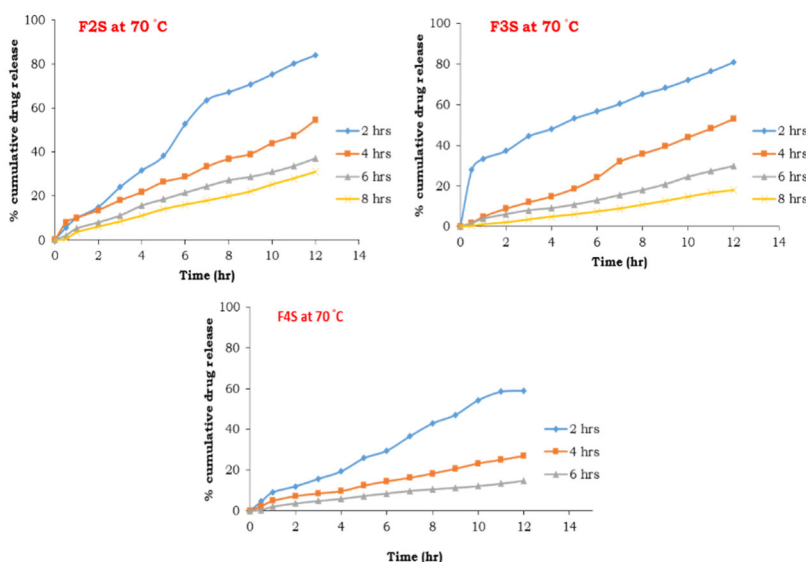 F2S at 70 °C
% cumulative drug release
100
80
60
40
20
0
0 2 4 6 8 10 12 14
Time (hr)
2 hrs
4 hrs
6 hrs
8 hrs
F3S at 70 °C
% cumulative drug release
100
80
60
40
20
0
0 2 4 6 8 10 12 14
Time (hr)
2 hrs
4 hrs
6 hrs
8 hrs
F4S at 70 °C
% cumulative drug release
100
80
60
40
20
0
0 2 4 6 8 10 12 14
Time (hr)
2 hrs
4 hrs
6 hrs